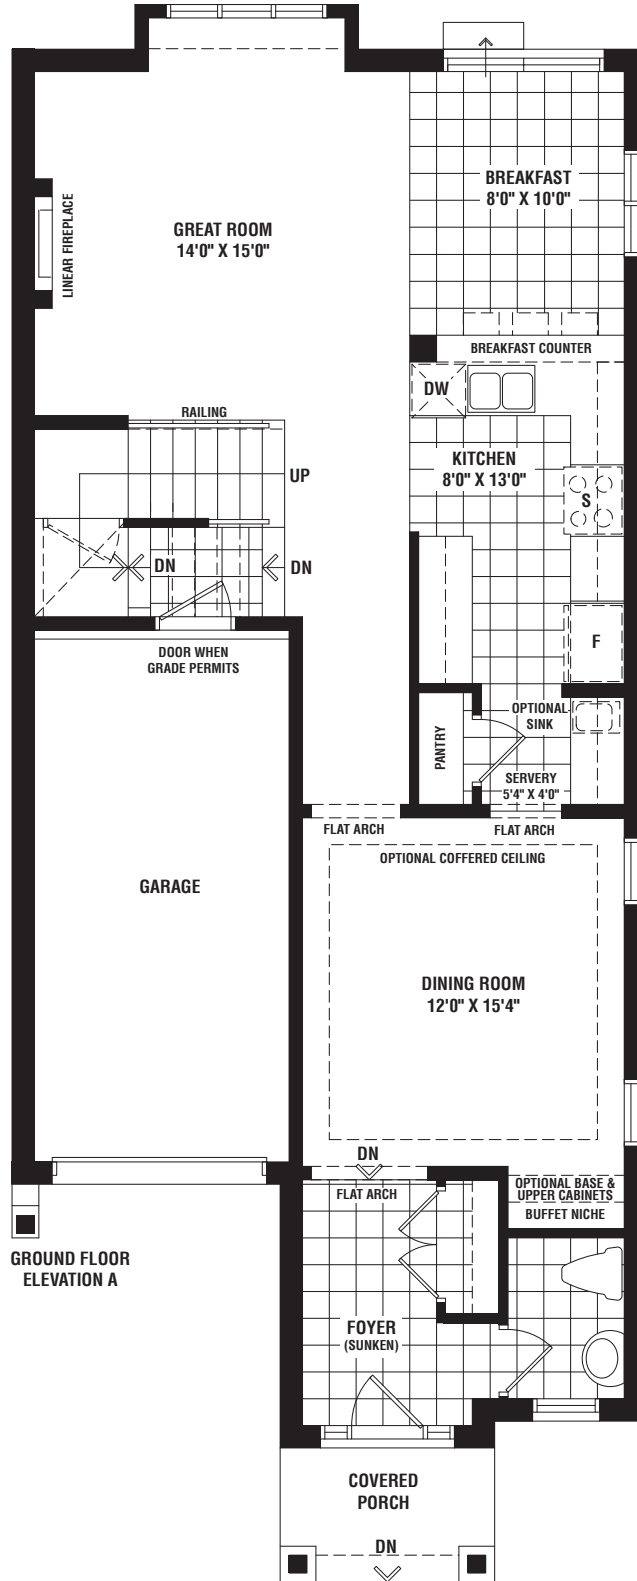 BREAKFAST
8'0" X 10'0"
GREAT ROOM
14'0" X 15'0"
LINEAR FIREPLACE
BREAKFAST COUNTER
DW
RAILING
KITCHEN
8'0" X 13'0"
UP
S
DN
DN
F
DOOR WHEN
GRADE PERMITS
OPTIONAL
SINK
PANTRY
SERVERY
5'4" X 4'0"
FLAT ARCH
FLAT ARCH
OPTIONAL COFFERED CEILING
GARAGE
DINING ROOM
12'0" X 15'4"
DN
FLAT ARCH
OPTIONAL BASE &
UPPER CABINETS
BUFFET NICHE
GROUND FLOOR
ELEVATION A
FOYER
(SUNKEN)
COVERED
PORCH
DN